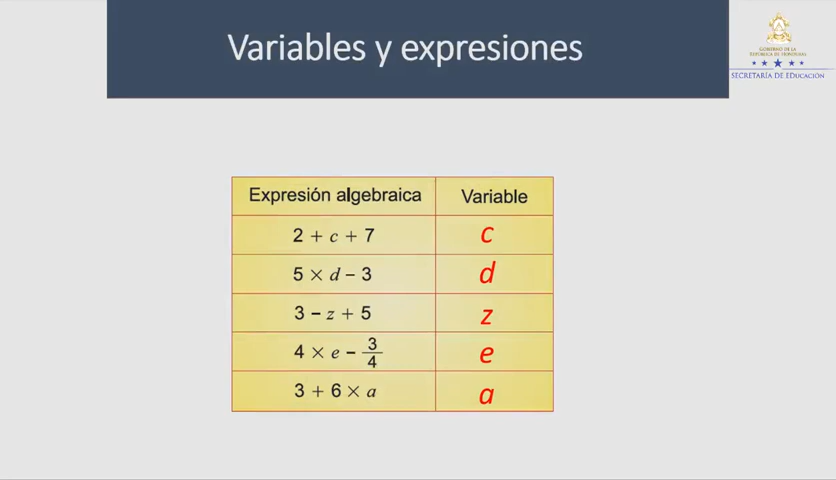 Variables y expresiones
GOBIERNO DE LA
REPÚBLICA DE HONDURAS
SECRETARÍA DE EDUCACIÓN
Expresión algebraica Variable
2 + c + 7 c
5 × d − 3 d
3 − z + 5 z
4 × e − 3/4 e
3 + 6 × a a